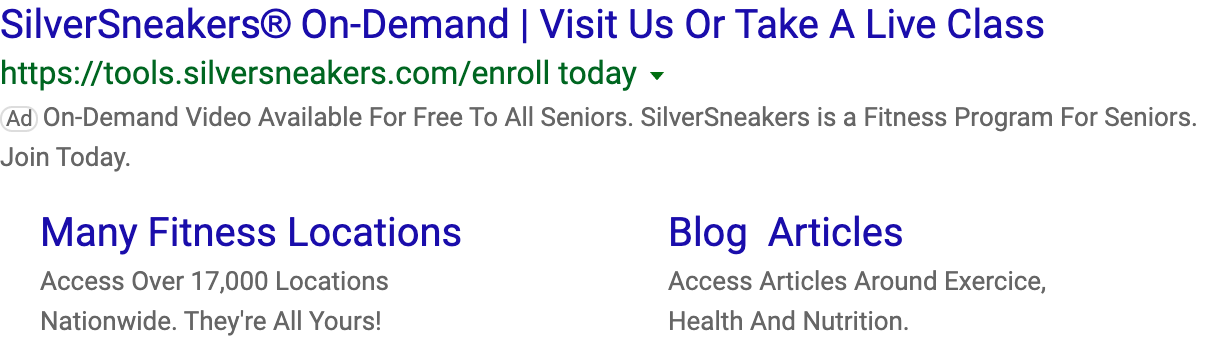 SilverSneakers® On-Demand | Visit Us Or Take A Live Class
https://tools.silversneakers.com/enroll today
Ad On-Demand Video Available For Free To All Seniors. SilverSneakers is a Fitness Program For Seniors.
Join Today.
Many Fitness Locations
Access Over 17,000 Locations
Nationwide. They're All Yours!
Blog Articles
Access Articles Around Exercice,
Health And Nutrition.